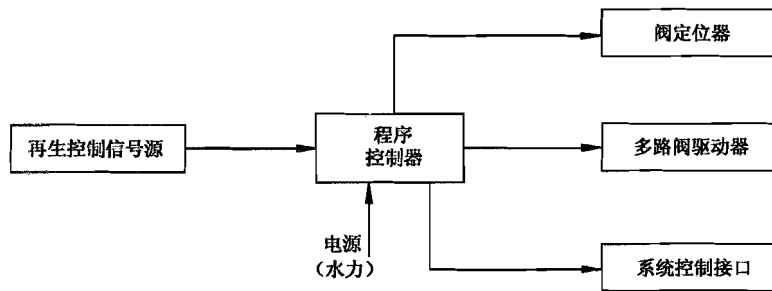 阀定位器
再生控制信号源
程序
控制器
多路阀驱动器
电源
（水力）
系统控制接口